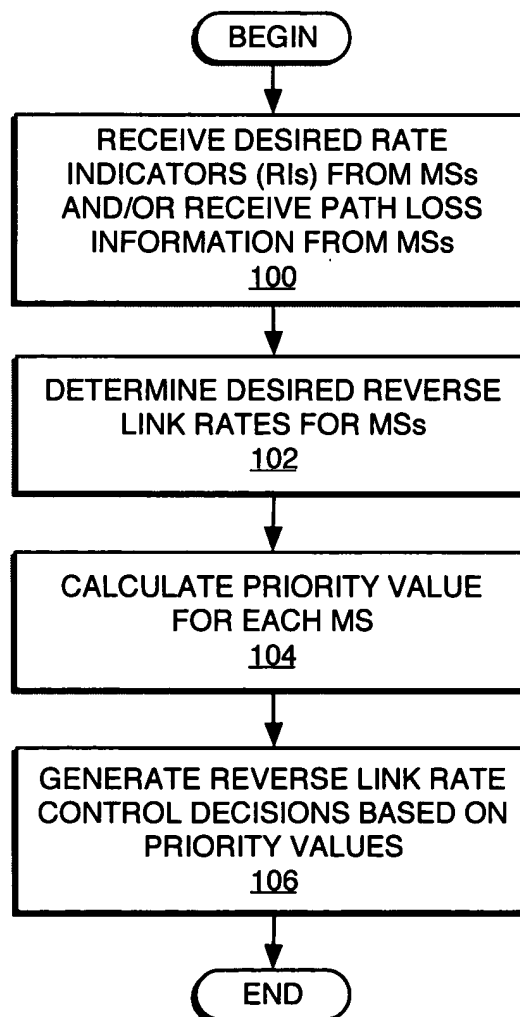 BEGIN
RECEIVE DESIRED RATE
INDICATORS (RIs) FROM MSs
AND/OR RECEIVE PATH LOSS
INFORMATION FROM MSs
100
DETERMINE DESIRED REVERSE
LINK RATES FOR MSs
102
CALCULATE PRIORITY VALUE
FOR EACH MS
104
GENERATE REVERSE LINK RATE
CONTROL DECISIONS BASED ON
PRIORITY VALUES
106
END